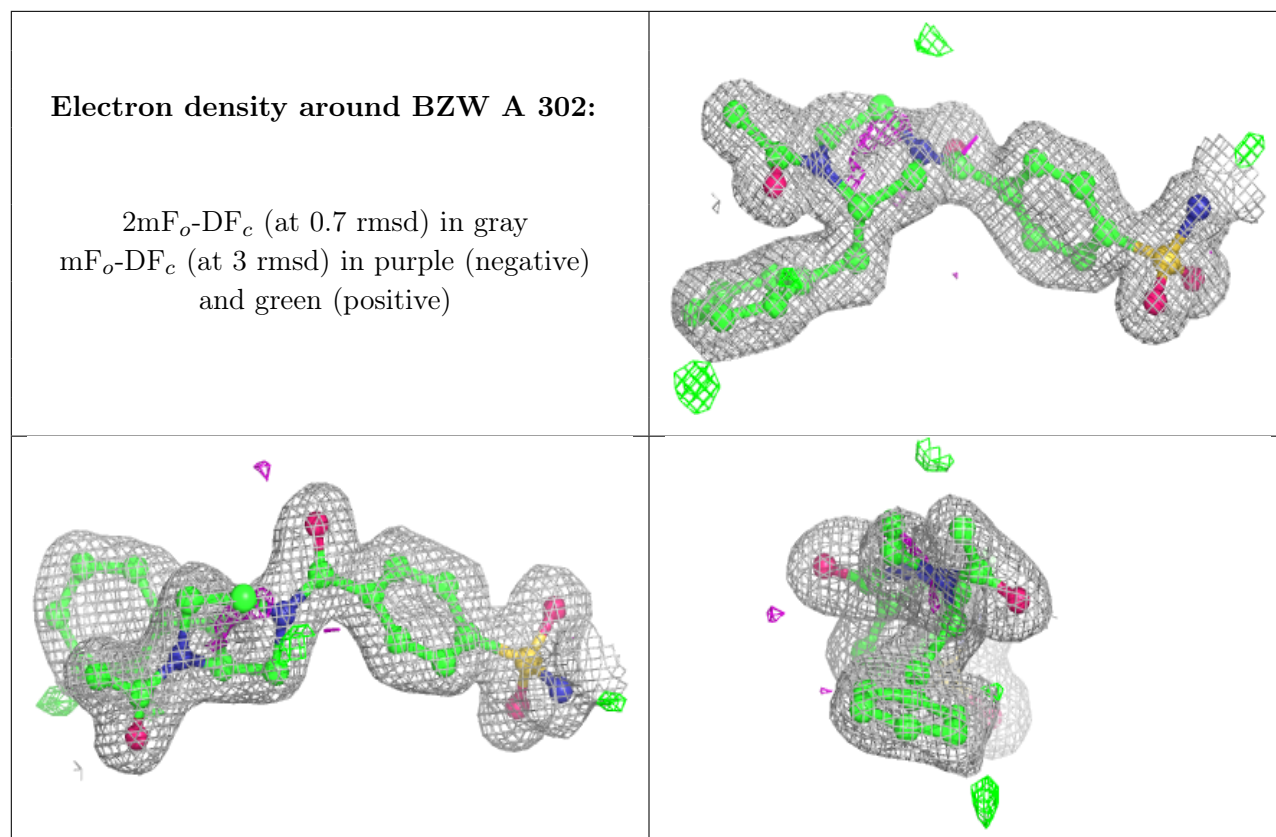 Electron density around BZW A 302:
2mFo-DFc (at 0.7 rmsd) in gray
mFo-DFc (at 3 rmsd) in purple (negative)
and green (positive)